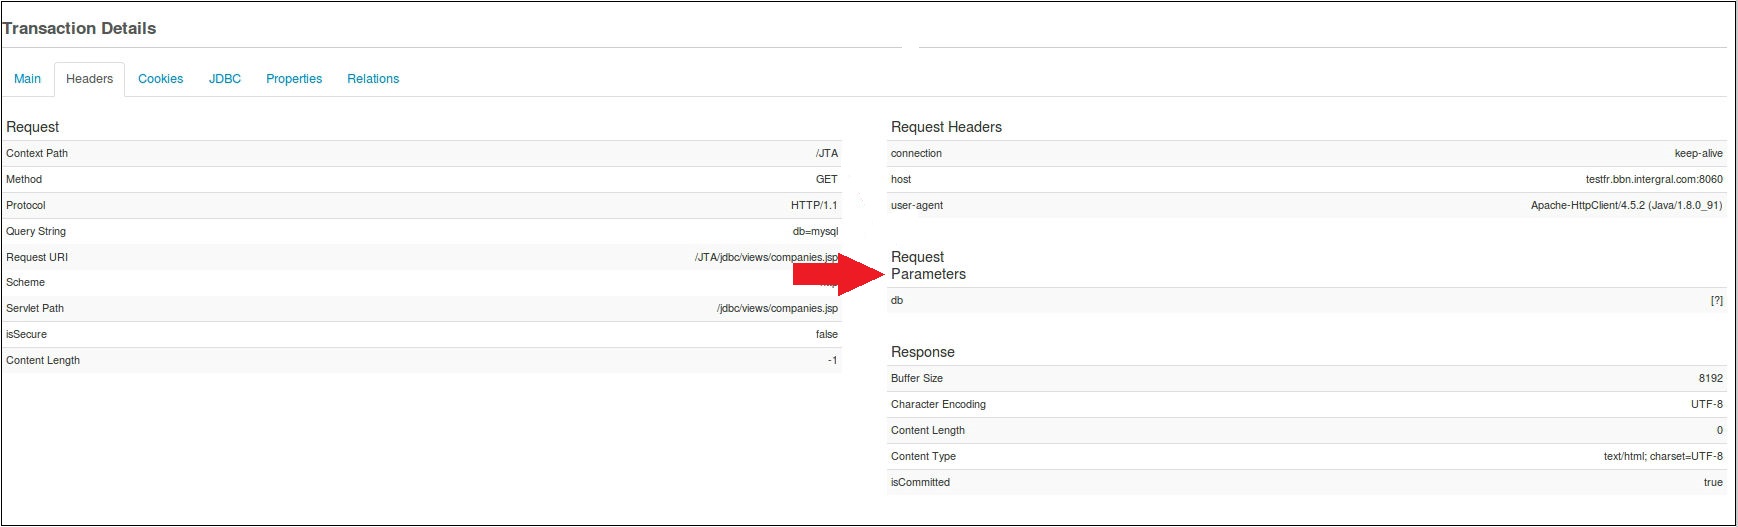 Transaction Details
Main Headers Cookies JDBC Properties Relations
Request
Context Path /JTA
Method GET
Protocol HTTP/1.1
Query String db=mysql
Request URI /JTA/jdbc/views/companies.jsp
Scheme
Servlet Path /jdbc/views/companies.jsp
isSecure false
Content Length -1
Request Headers
connection keep-alive
host testfr.bbn.intergral.com:8060
user-agent Apache-HttpClient/4.5.2 (Java/1.8.0_91)
Request
Parameters
db [?]
Response
Buffer Size 8192
Character Encoding UTF-8
Content Length 0
Content Type text/html; charset=UTF-8
isCommitted true